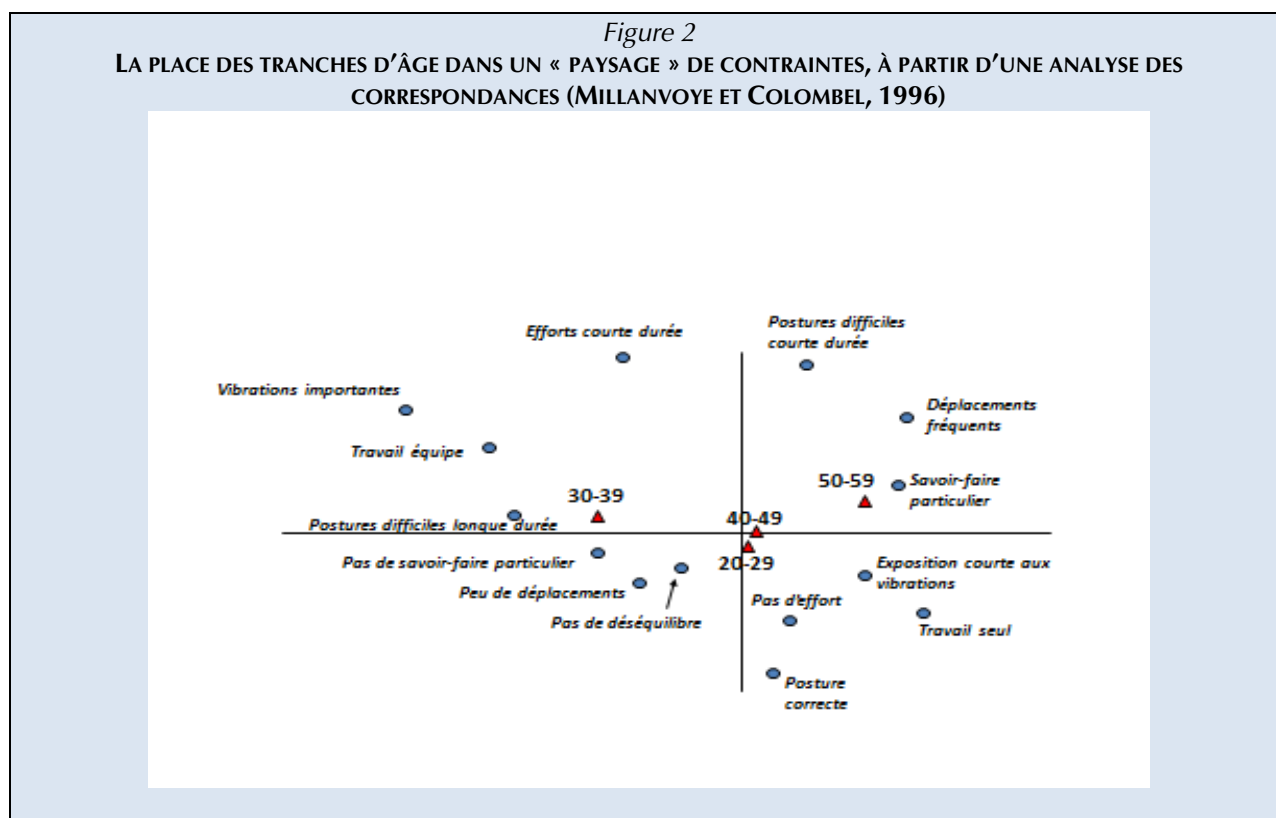 Figure 2
LA PLACE DES TRANCHES D'ÂGE DANS UN « PAYSAGE » DE CONTRAINTES, À PARTIR D'UNE ANALYSE DES
CORRESPONDANCES (MILLANVOYE ET COLOMBEL, 1996)
Efforts courte durée
Postures difficiles
courte durée
Vibrations importantes
Déplacements
fréquents
Travail équipe
30-39
50-59
Savoir-faire
particulier
Postures difficiles longue durée
40-49
Pas de savoir-faire particulier
20-29
Exposition courte aux
vibrations
Peu de déplacements
Pas d'effort
Pas de déséquilibre
Travail seul
Posture
correcte